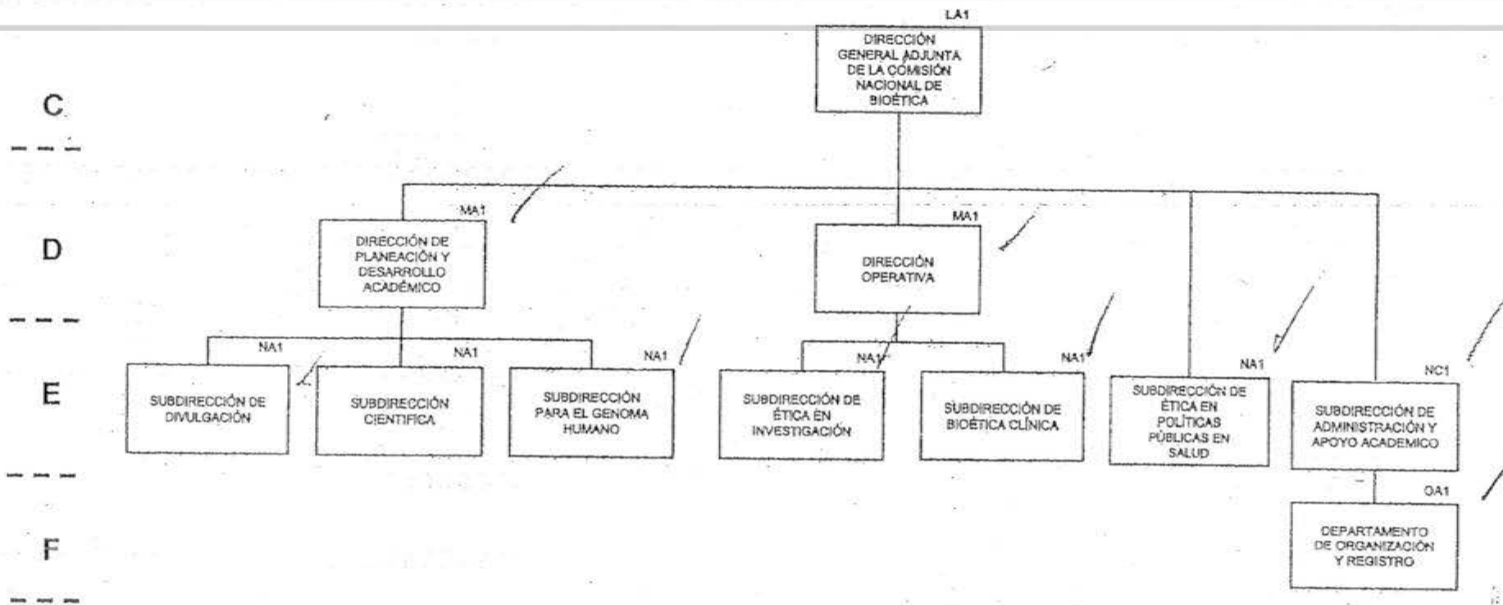 LA1
DIRECCIÓN
GENERAL ADJUNTA
DE LA COMISIÓN
NACIONAL DE
BIOÉTICA
C
MA1
DIRECCIÓN DE
PLANEACIÓN Y
DESARROLLO
ACADÉMICO
MA1
DIRECCIÓN
OPERATIVA
D
NA1
SUBDIRECCIÓN DE
DIVULGACIÓN
NA1
SUBDIRECCIÓN
CIENTIFICA
NA1
SUBDIRECCIÓN
PARA EL GENOMA
HUMANO
NA1
SUBDIRECCIÓN DE
ÉTICA EN
INVESTIGACIÓN
NA1
SUBDIRECCIÓN DE
BIOÉTICA CLÍNICA
NA1
SUBDIRECCIÓN DE
ÉTICA EN
POLÍTICAS
PÚBLICAS EN
SALUD
NC1
SUBDIRECCIÓN DE
ADMINISTRACIÓN Y
APOYO ACADEMICO
E
OA1
DEPARTAMENTO
DE ORGANIZACIÓN
Y REGISTRO
F